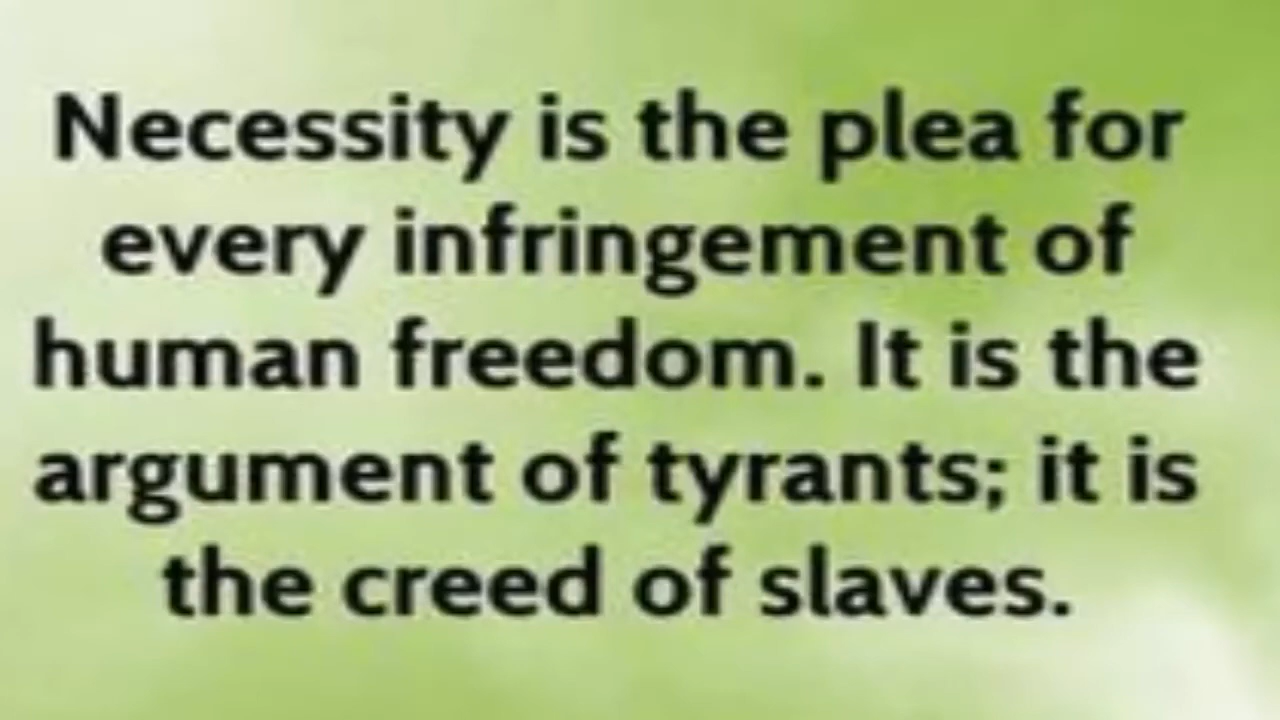 Necessity is the plea for
every infringement of
human freedom. It is the
argument of tyrants; it is
the creed of slaves.